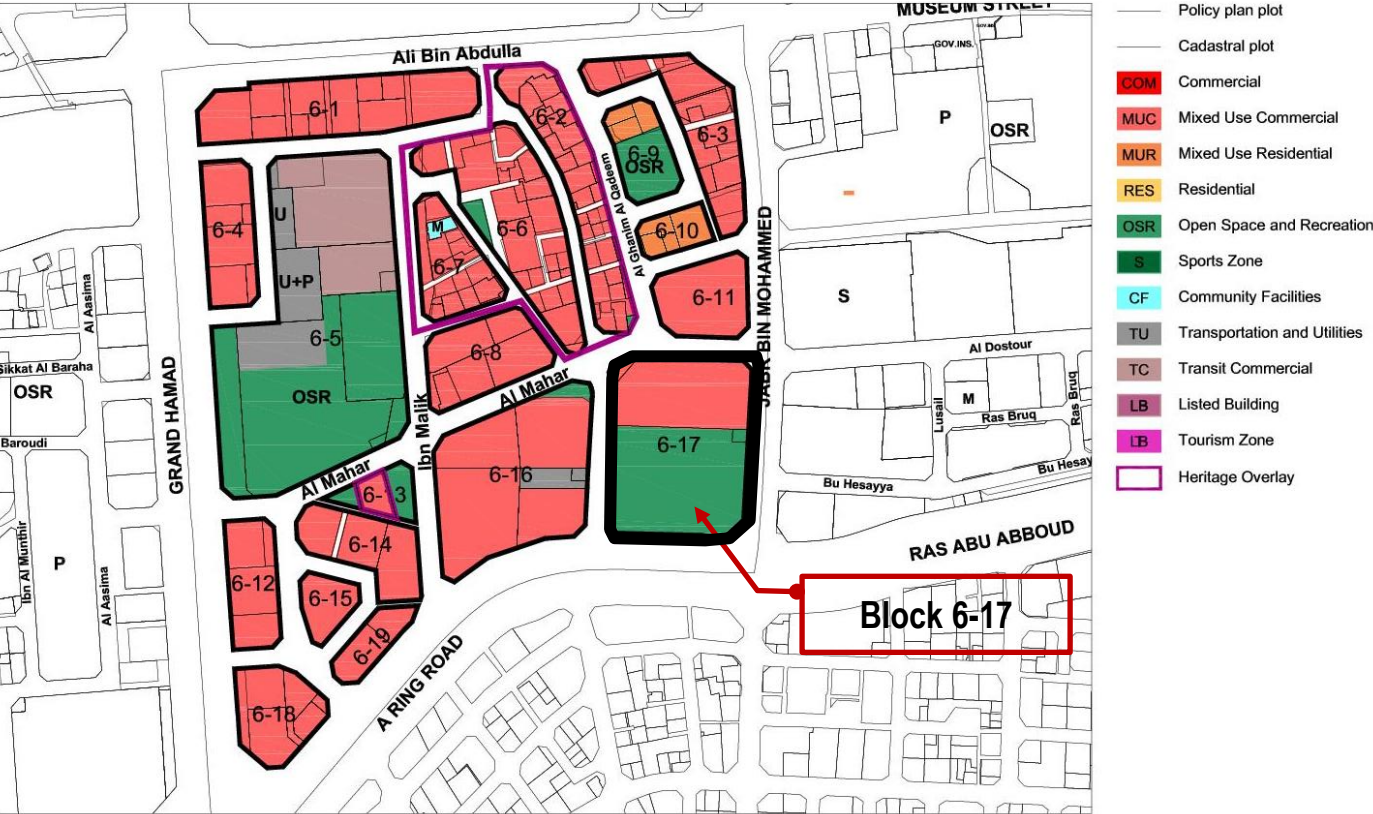 MUSEUM STREET
GOV.INS.
Ali Bin Abdulla
6-1
6-2
6-3
P
OSR
6-9
OSR
6-4
U
M
6-6
6-10
Al Ghanim Al Qadeem
6-7
U+P
6-11
S
6-5
6-8
JABR BIN MOHAMMED
Al Dostour
Al Aasima
Sikkat Al Baraha
OSR
GRAND HAMAD
OSR
Al Mahar
Ibn Malik
M
Lusail
Ras Bruq
Ras Bruq
Baroudi
6-17
6-16
Al Mahar
6-13
Bu Hesay
Bu Hesayya
6-14
RAS ABU ABBOUD
Ibn Al Munthir
P
Al Aasima
6-12
6-15
6-19
Block 6-17
A RING ROAD
6-18
Policy plan plot
Cadastral plot
COM Commercial
MUC Mixed Use Commercial
MUR Mixed Use Residential
RES Residential
OSR Open Space and Recreation
S Sports Zone
CF Community Facilities
TU Transportation and Utilities
TC Transit Commercial
LB Listed Building
Tourism Zone
Heritage Overlay